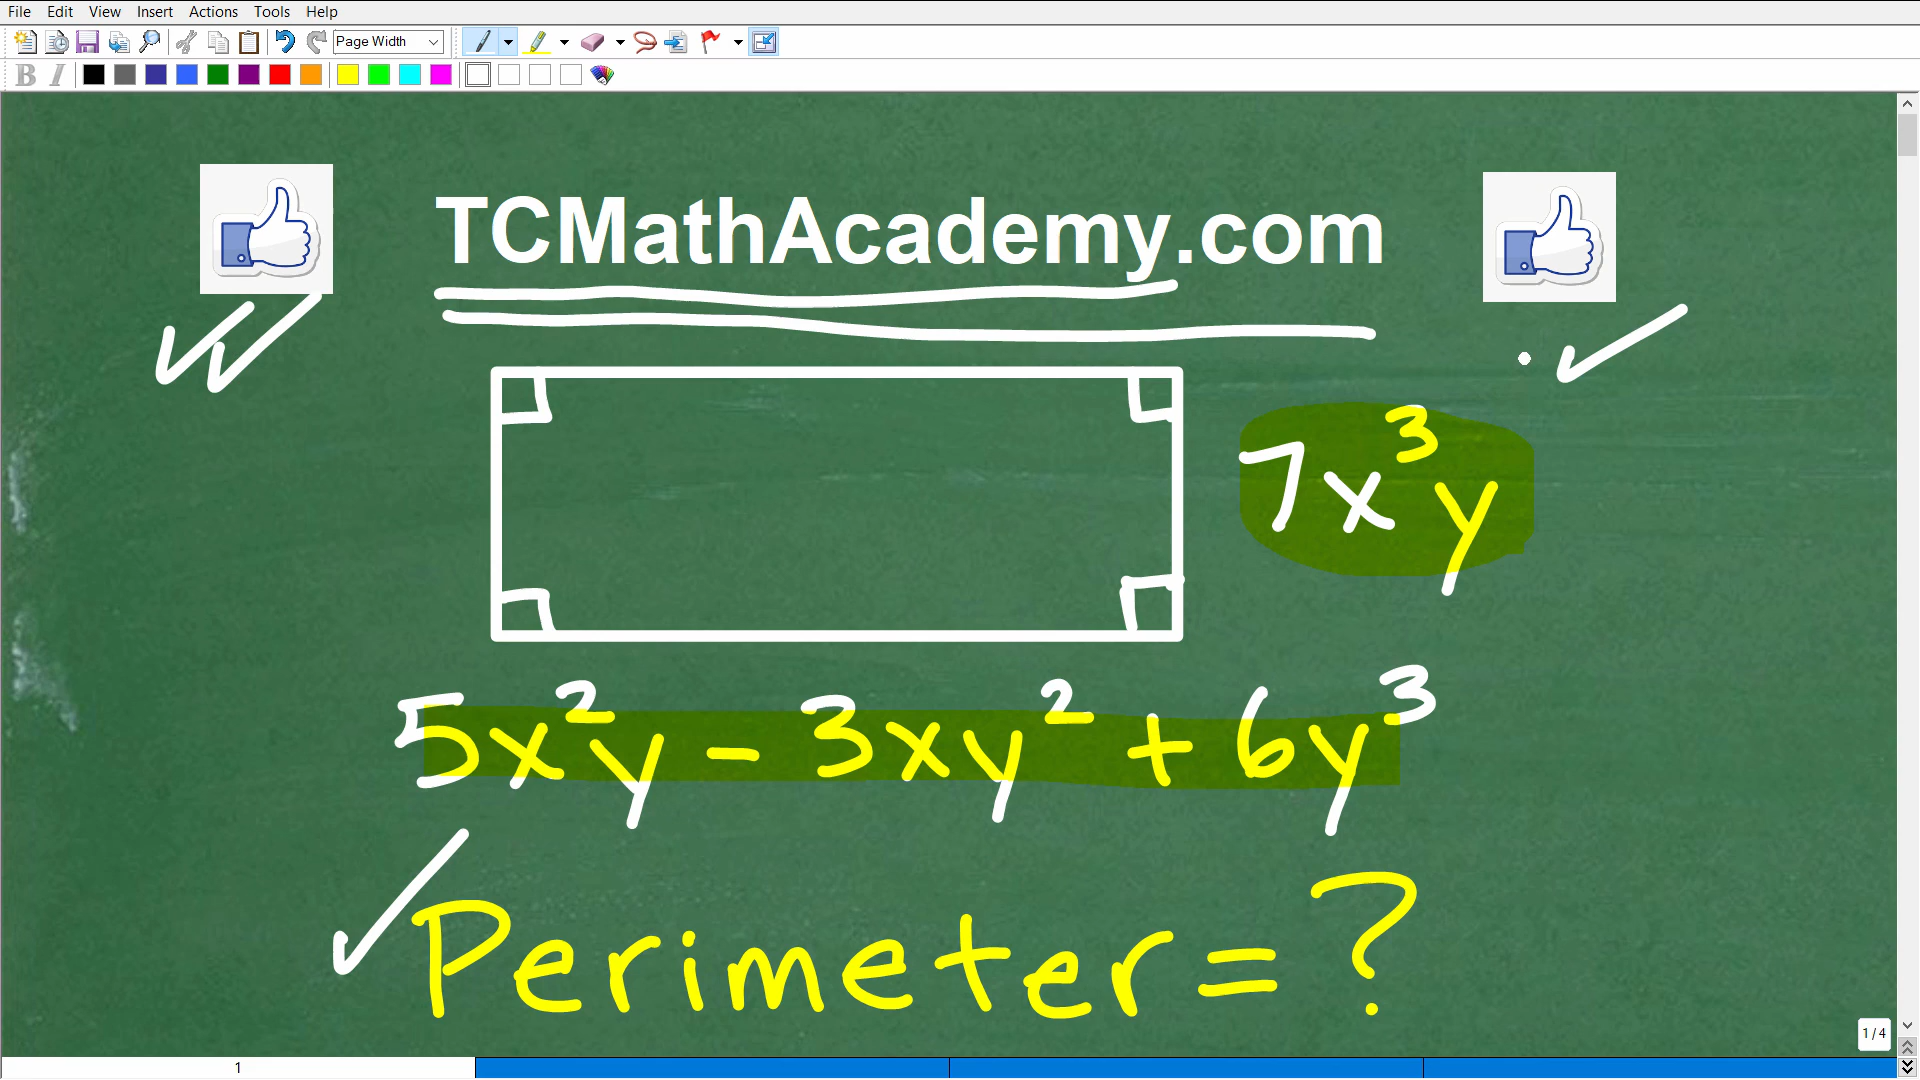 File Edit View Insert Actions Tools Help
Page Width
B I
TCMathAcademy.com
7x³y
5x²y - 3xy² + 6y³
Perimeter = ?
1 / 4
1